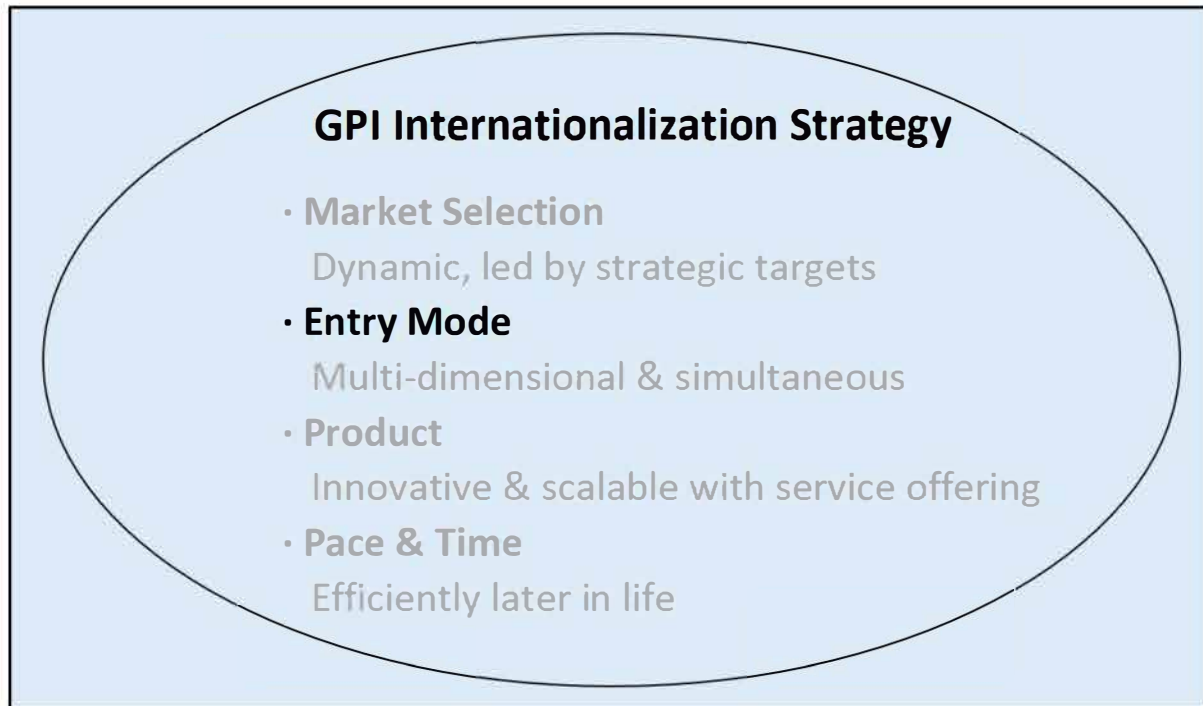 GPI Internationalization Strategy
· Market Selection
Dynamic, led by strategic targets
· Entry Mode
Multi-dimensional & simultaneous
· Product
Innovative & scalable with service offering
· Pace & Time
Efficiently later in life